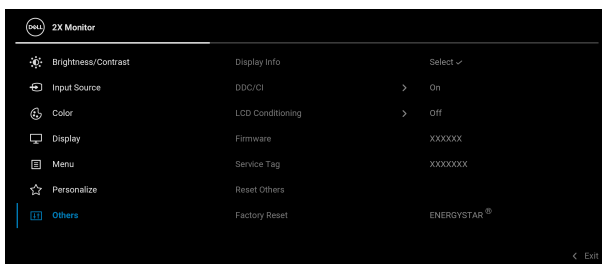 DELL 2X Monitor
Brightness/Contrast Display Info Select ✓
Input Source DDC/CI > On
Color LCD Conditioning > Off
Display Firmware XXXXXX
Menu Service Tag XXXXXXX
Personalize Reset Others
Others Factory Reset ENERGYSTAR ®
< Exit